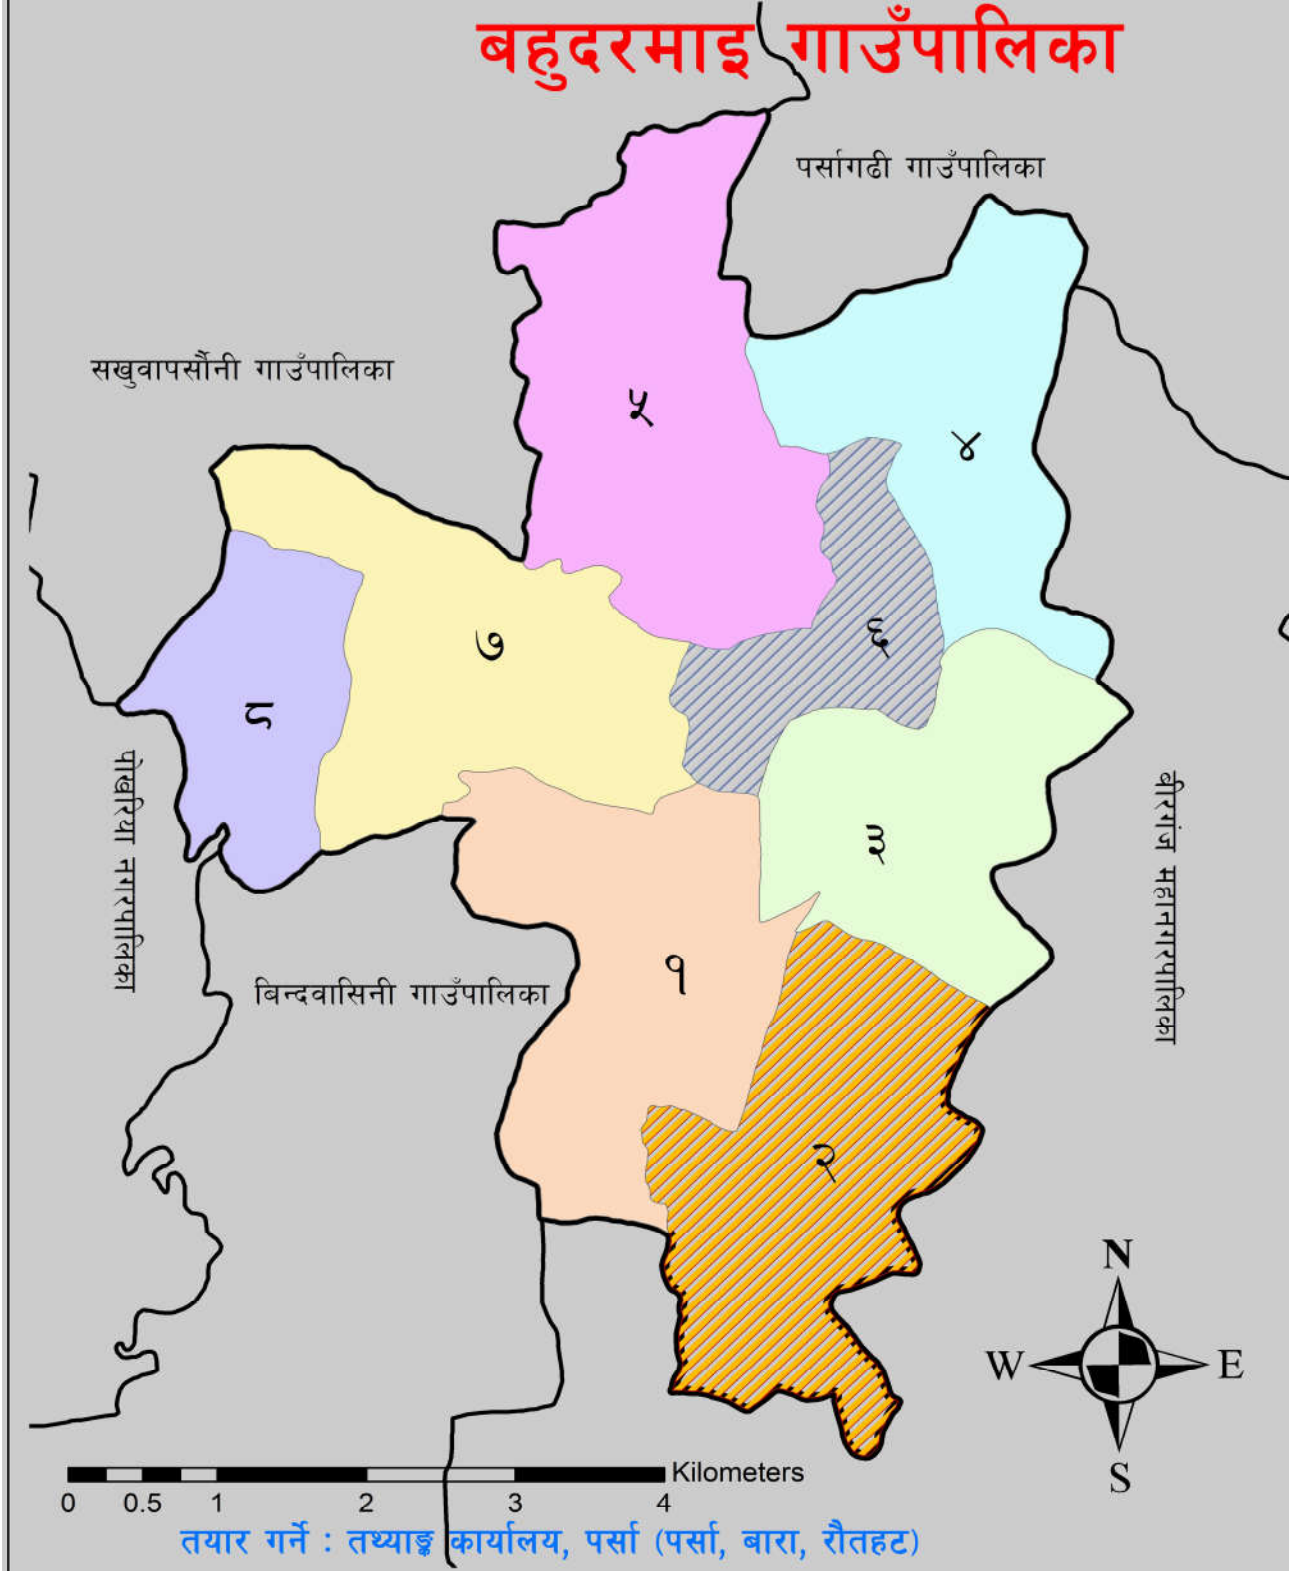 बहुदरमाइ गाउँपालिका
पर्सागढी गाउँपालिका
सखुवापर्सौनी गाउँपालिका
५
४
६
७
८
पोखरिया नगरपालिका
३
बीरगंज महानगरपालिका
१
बिन्दवासिनी गाउँपालिका
२
N
W E
S
Kilometers
0 0.5 1 2 3 4
तयार गर्ने : तथ्याङ्क कार्यालय, पर्सा (पर्सा, बारा, रौतहट)